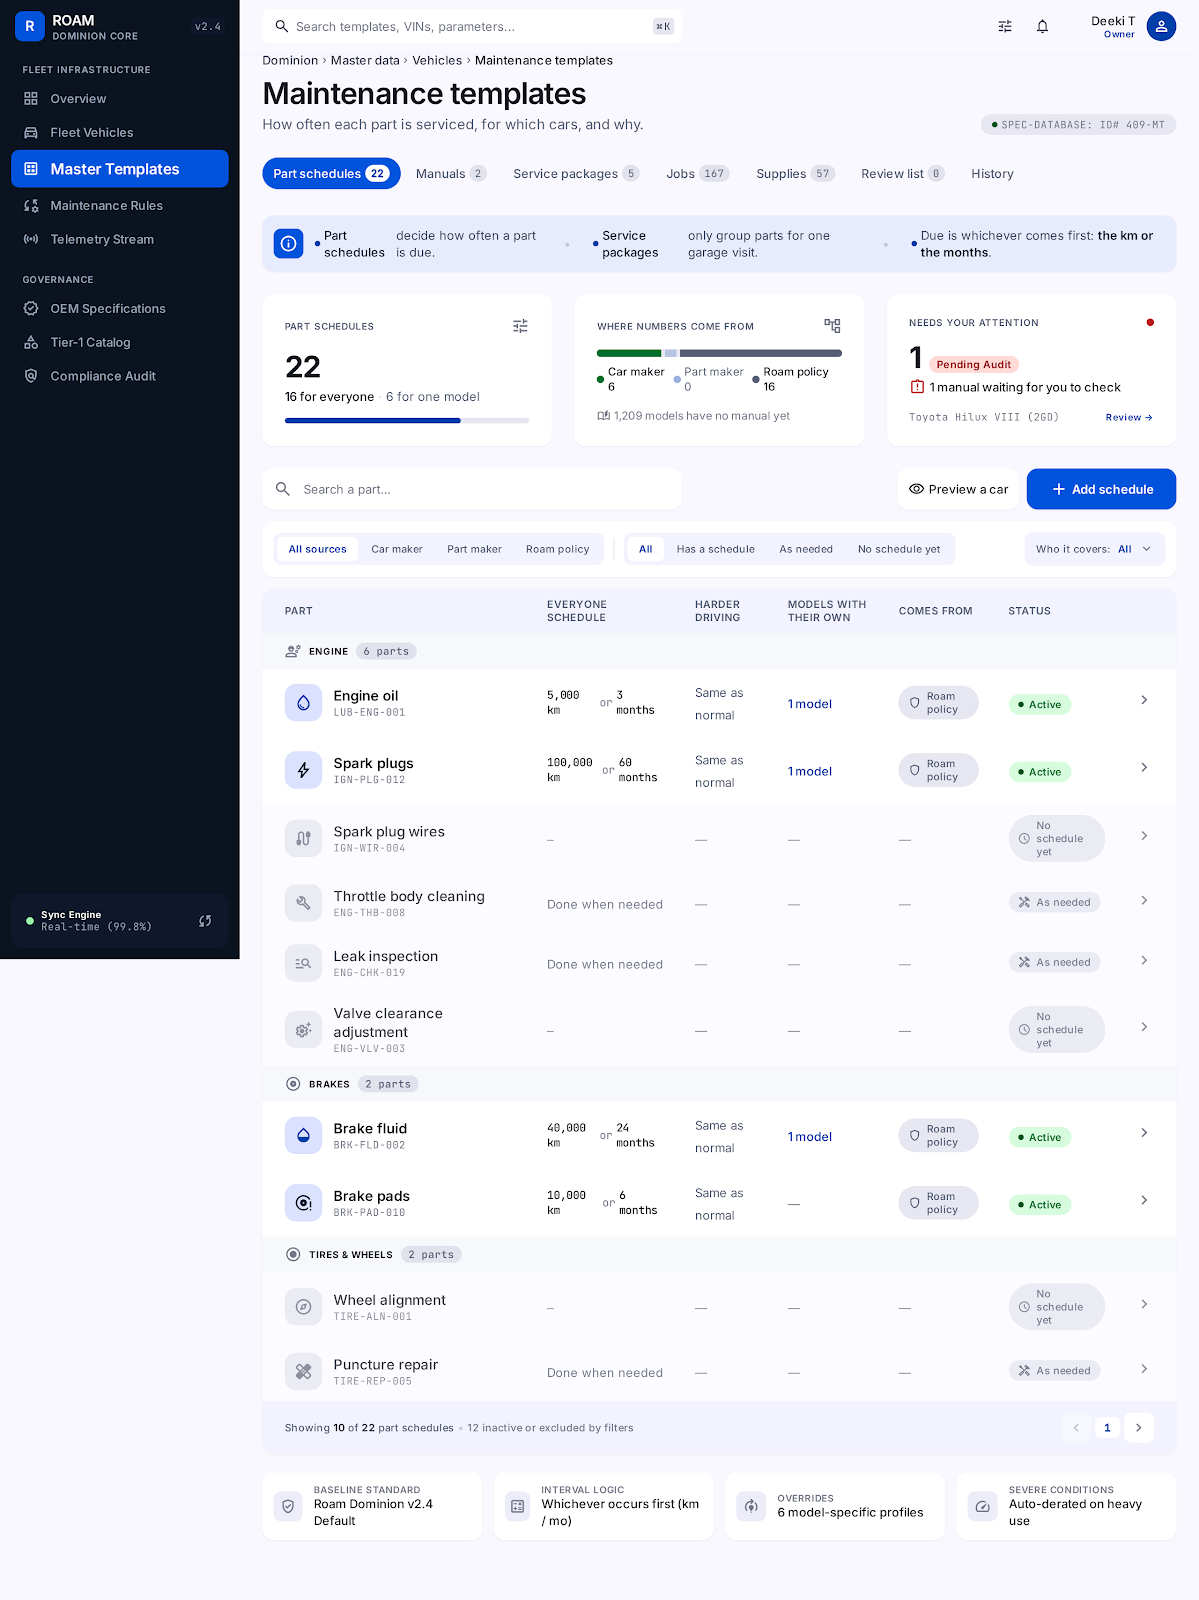 R
ROAM
DOMINION CORE
v2.4
FLEET INFRASTRUCTURE
Overview
Fleet Vehicles
Master Templates
Maintenance Rules
Telemetry Stream
GOVERNANCE
OEM Specifications
Tier-1 Catalog
Compliance Audit
Sync Engine
Real-time (99.8%)
Search templates, VINs, parameters...
⌘K
Deeki T
Owner
Dominion › Master data › Vehicles › Maintenance templates
Maintenance templates
How often each part is serviced, for which cars, and why.
SPEC-DATABASE: ID# 409-MT
Part schedules 22
Manuals 2
Service packages 5
Jobs 167
Supplies 57
Review list 0
History
Part schedules
decide how often a part is due.
Service packages
only group parts for one garage visit.
Due is whichever comes first: the km or the months.
PART SCHEDULES
22
16 for everyone · 6 for one model
WHERE NUMBERS COME FROM
Car maker 6
Part maker 0
Roam policy 16
1,209 models have no manual yet
NEEDS YOUR ATTENTION
1 Pending Audit
1 manual waiting for you to check
Toyota Hilux VIII (2GD)
Review →
Search a part...
Preview a car
+ Add schedule
All sources
Car maker
Part maker
Roam policy
All
Has a schedule
As needed
No schedule yet
Who it covers: All
PART
EVERYONE SCHEDULE
HARDER DRIVING
MODELS WITH THEIR OWN
COMES FROM
STATUS
ENGINE 6 parts
Engine oil
LUB-ENG-001
5,000 km or 3 months
Same as normal
1 model
Roam policy
Active
Spark plugs
IGN-PLG-012
100,000 km or 60 months
Same as normal
1 model
Roam policy
Active
Spark plug wires
IGN-WIR-004
–
—
—
—
No schedule yet
Throttle body cleaning
ENG-THB-008
Done when needed
—
—
—
As needed
Leak inspection
ENG-CHK-019
Done when needed
—
—
—
As needed
Valve clearance adjustment
ENG-VLV-003
–
—
—
—
No schedule yet
BRAKES 2 parts
Brake fluid
BRK-FLD-002
40,000 km or 24 months
Same as normal
1 model
Roam policy
Active
Brake pads
BRK-PAD-010
10,000 km or 6 months
Same as normal
—
Roam policy
Active
TIRES & WHEELS 2 parts
Wheel alignment
TIRE-ALN-001
–
—
—
—
No schedule yet
Puncture repair
TIRE-REP-005
Done when needed
—
—
—
As needed
Showing 10 of 22 part schedules • 12 inactive or excluded by filters
1
BASELINE STANDARD
Roam Dominion v2.4 Default
INTERVAL LOGIC
Whichever occurs first (km / mo)
OVERRIDES
6 model-specific profiles
SEVERE CONDITIONS
Auto-derated on heavy use